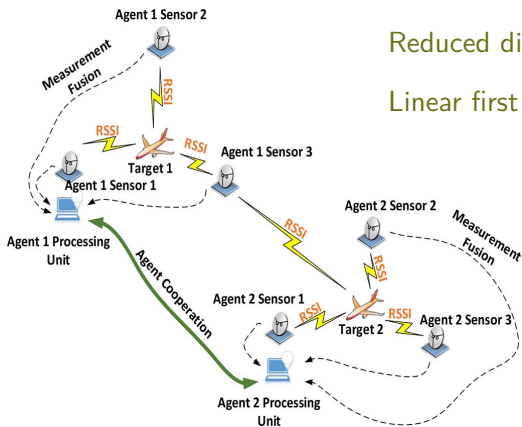 Agent 1 Sensor 2
Reduced di
Linear first
Measurement
Fusion
RSSI
RSSI
RSSI
Target 1
Agent 1 Sensor 3
Agent 1 Sensor 1
Agent 1 Processing
Unit
RSSI
Agent 2 Sensor 2
Measurement
Fusion
Agent Cooperation
RSSI
Agent 2 Sensor 1
RSSI
Target 2
RSSI
Agent 2 Sensor 3
Agent 2 Processing
Unit